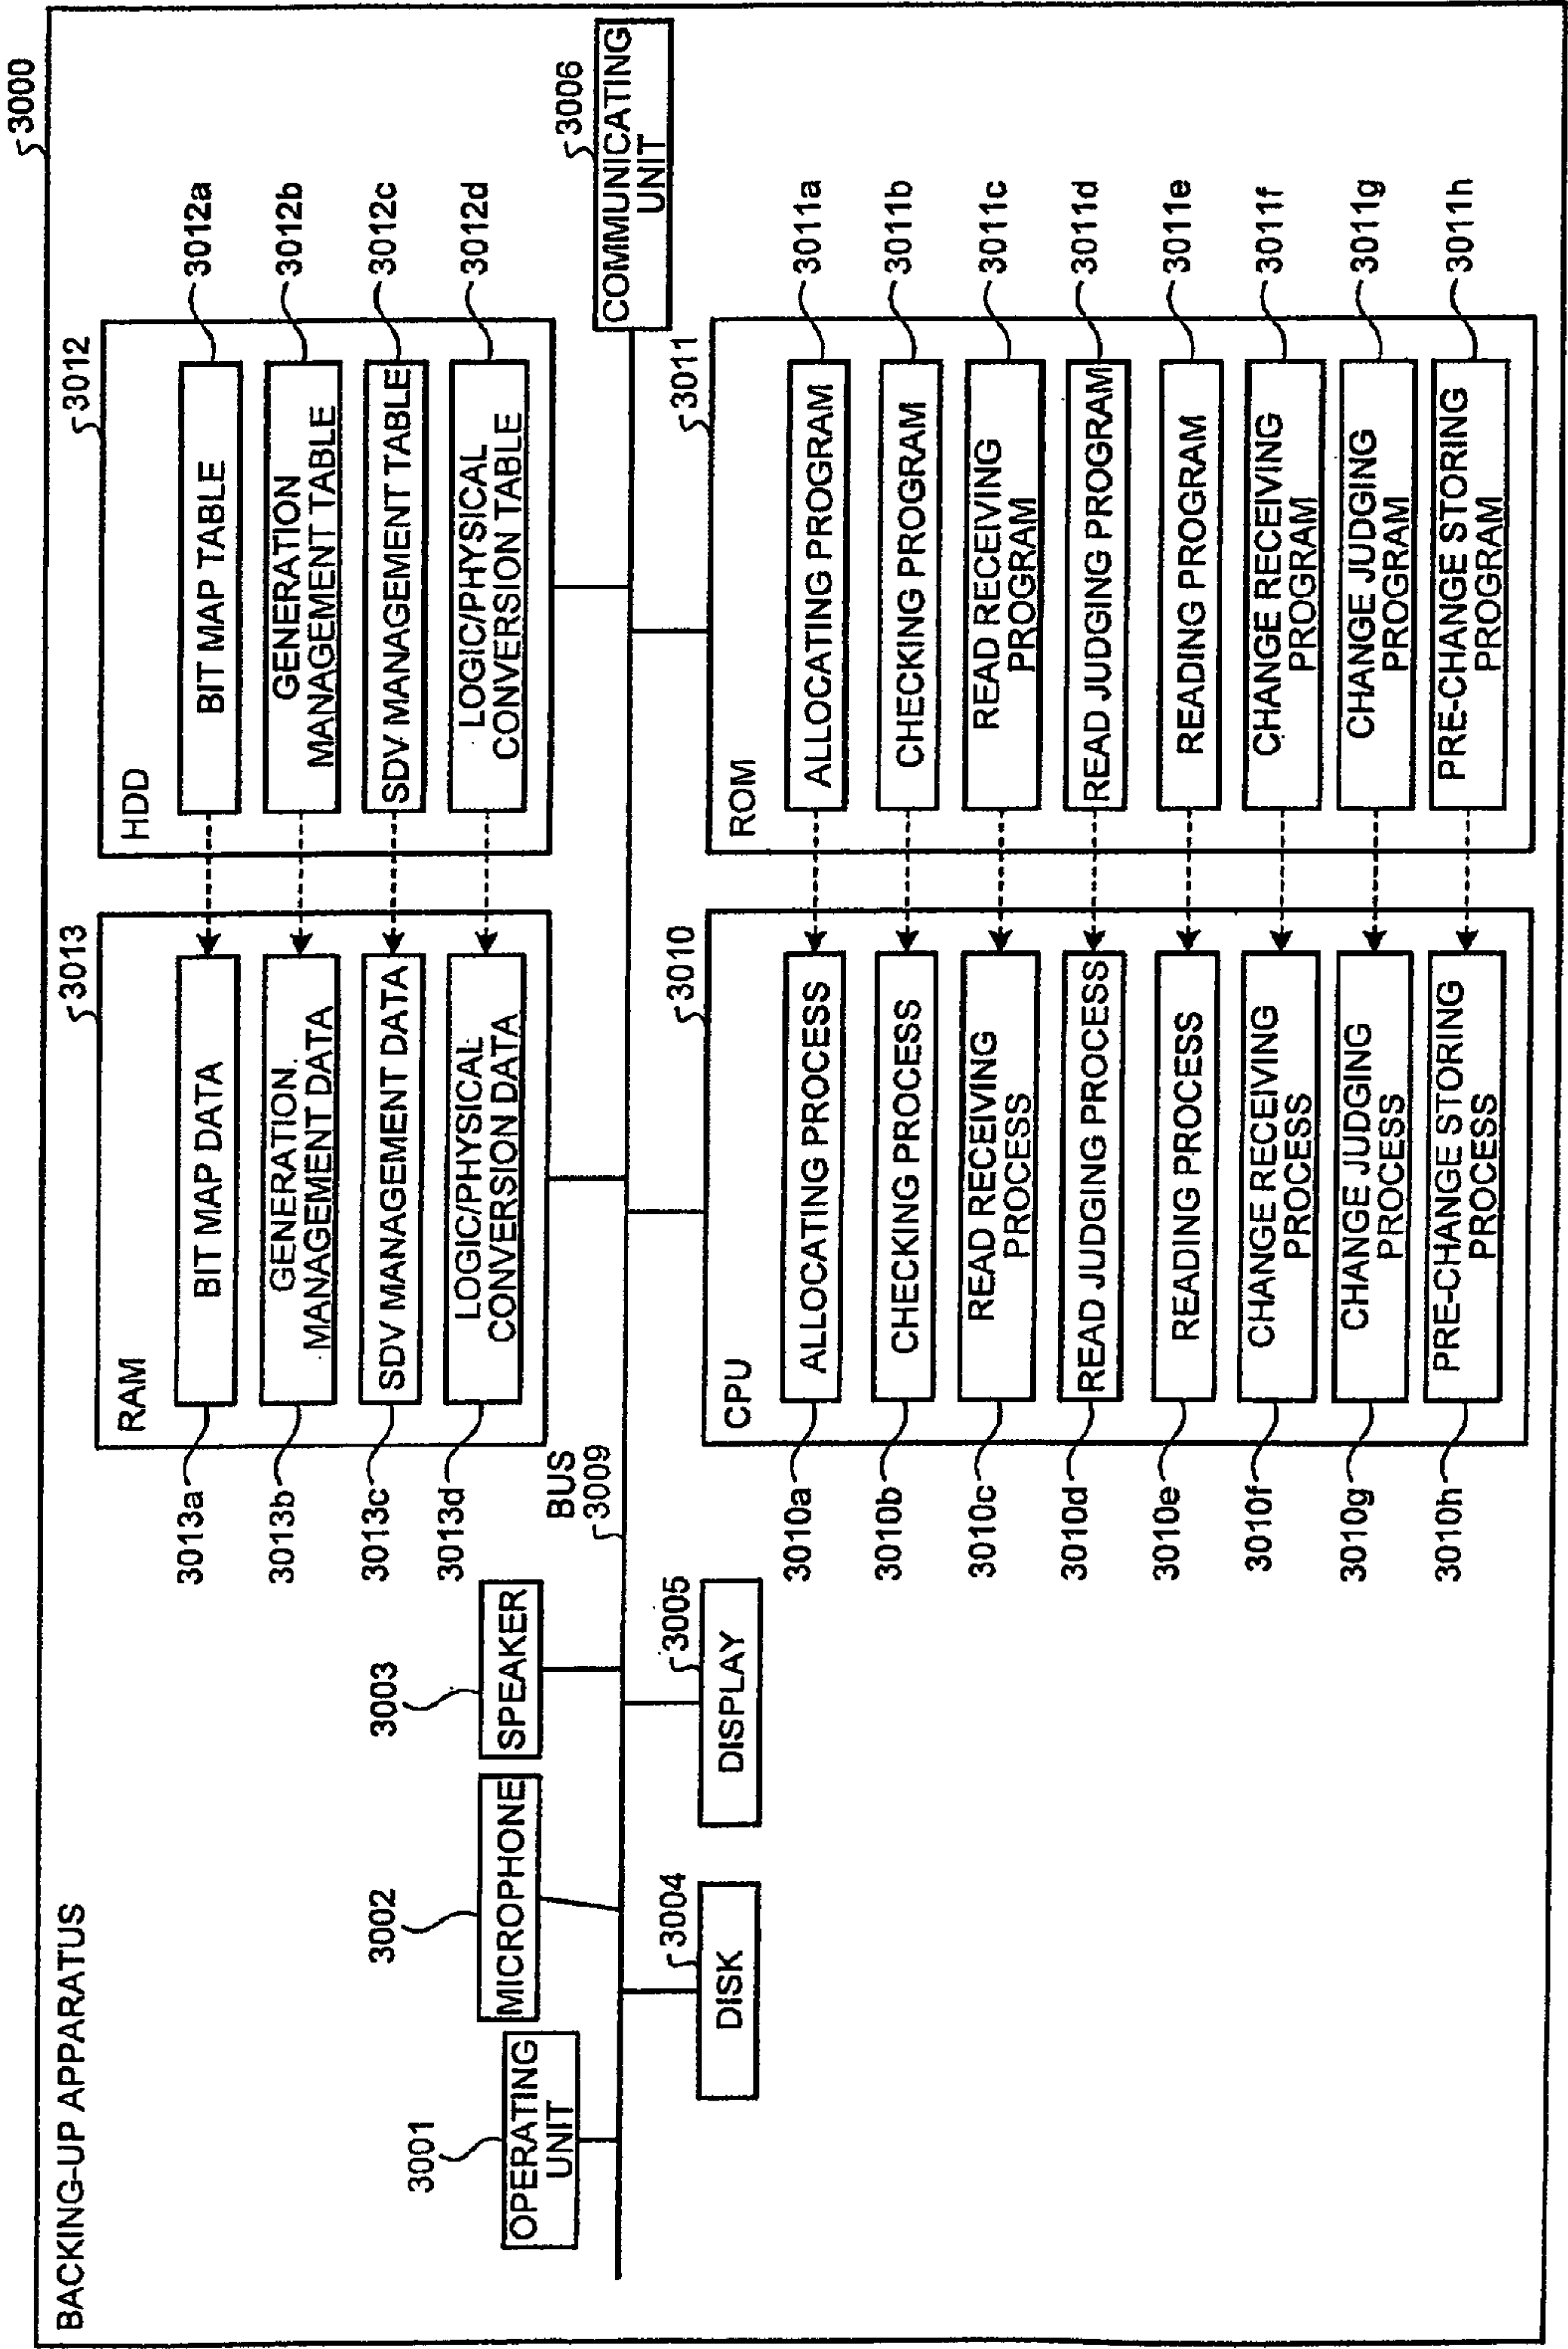 BACKING-UP APPARATUS
3000
3001
OPERATING
UNIT
3002
MICROPHONE
3003
SPEAKER
3004
DISK
3005
DISPLAY
BUS
3009
3006
COMMUNICATING
UNIT
3013
RAM
3013a
BIT MAP DATA
3013b
GENERATION
MANAGEMENT DATA
3013c
SDV MANAGEMENT DATA
3013d
LOGIC/PHYSICAL
CONVERSION DATA
3012
HDD
BIT MAP TABLE
3012a
GENERATION
MANAGEMENT TABLE
3012b
SDV MANAGEMENT TABLE
3012c
LOGIC/PHYSICAL
CONVERSION TABLE
3012d
3010
CPU
3010a
ALLOCATING PROCESS
3010b
CHECKING PROCESS
3010c
READ RECEIVING
PROCESS
3010d
READ JUDGING PROCESS
3010e
READING PROCESS
3010f
CHANGE RECEIVING
PROCESS
3010g
CHANGE JUDGING
PROCESS
3010h
PRE-CHANGE STORING
PROCESS
3011
ROM
ALLOCATING PROGRAM
3011a
CHECKING PROGRAM
3011b
READ RECEIVING
PROGRAM
3011c
READ JUDGING PROGRAM
3011d
READING PROGRAM
3011e
CHANGE RECEIVING
PROGRAM
3011f
CHANGE JUDGING
PROGRAM
3011g
PRE-CHANGE STORING
PROGRAM
3011h